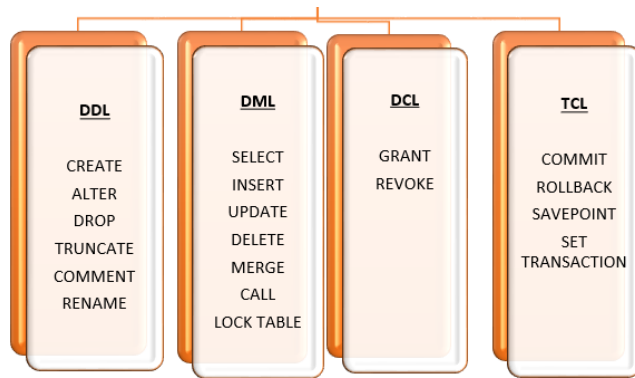 DDL
CREATE
ALTER
DROP
TRUNCATE
COMMENT
RENAME
DML
SELECT
INSERT
UPDATE
DELETE
MERGE
CALL
LOCK TABLE
DCL
GRANT
REVOKE
TCL
COMMIT
ROLLBACK
SAVEPOINT
SET
TRANSACTION